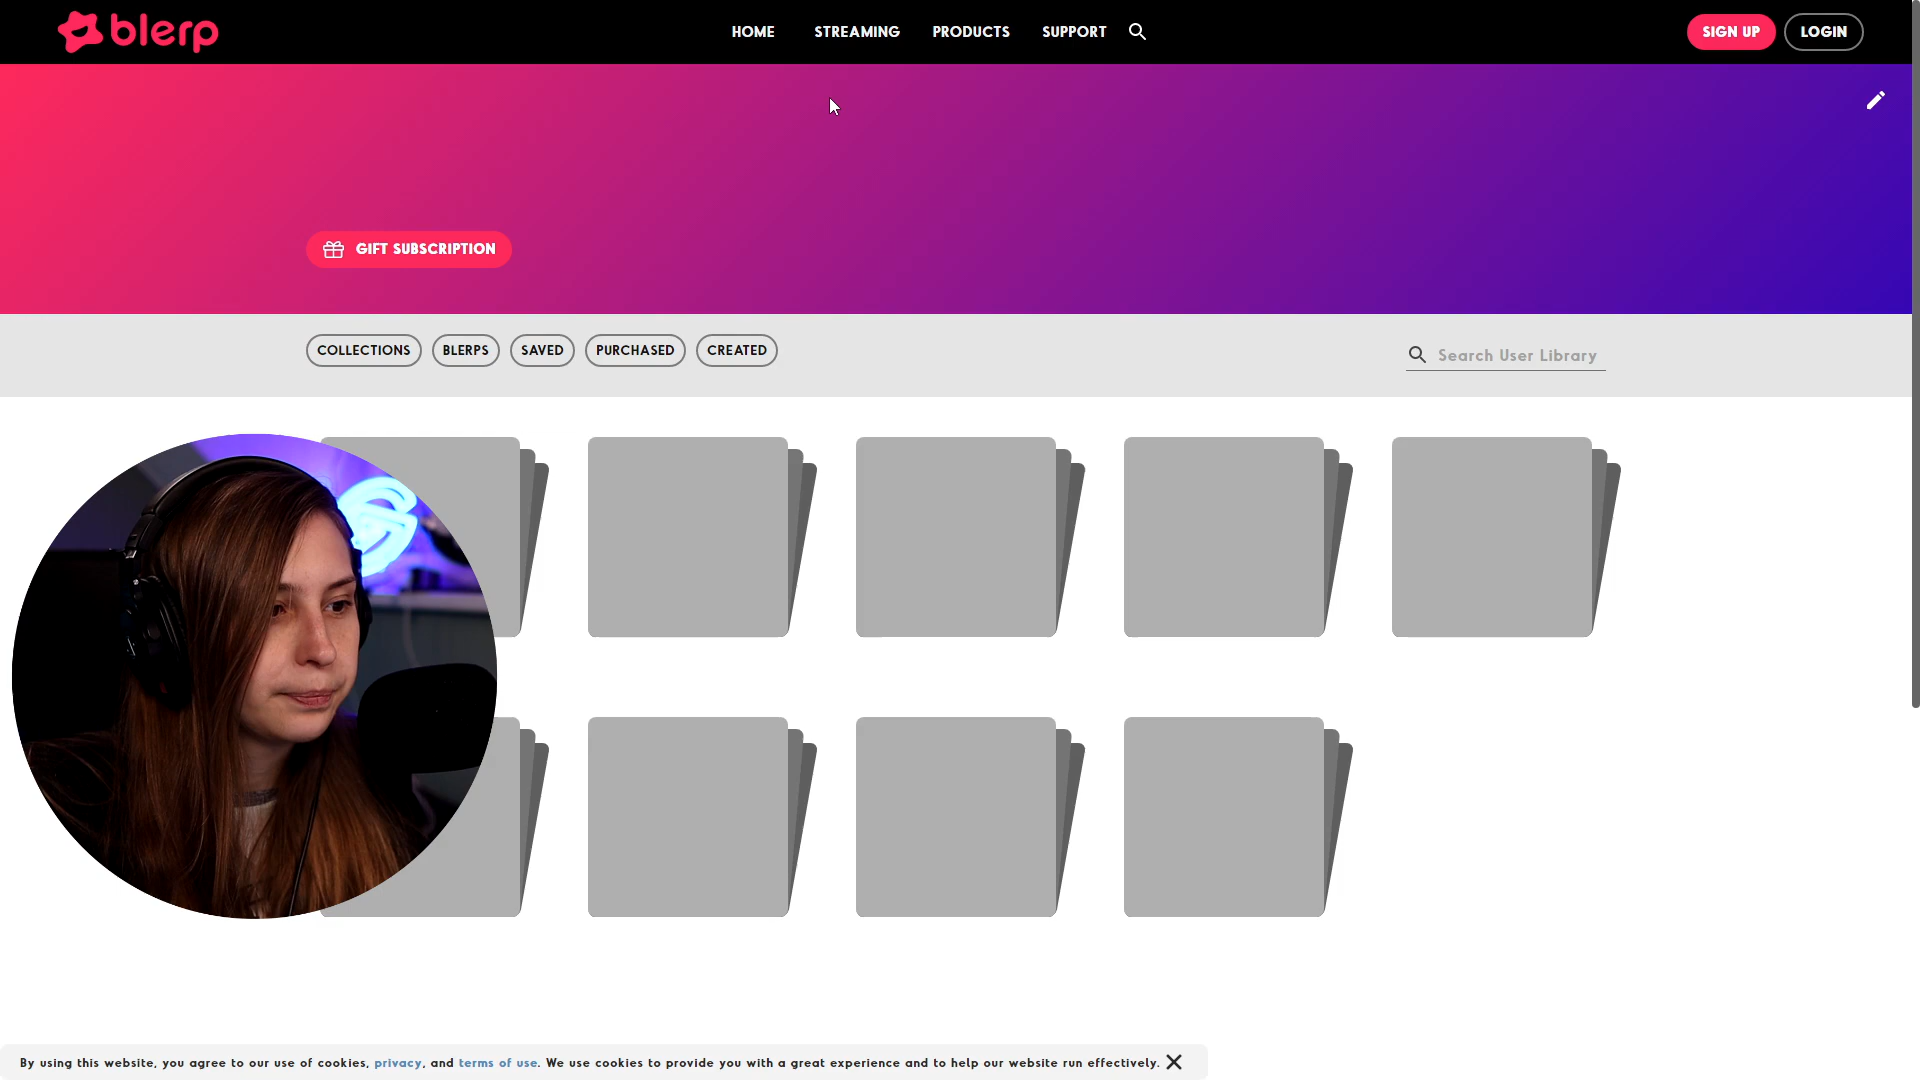 blerp
HOME STREAMING PRODUCTS SUPPORT
SIGN UP LOGIN
GIFT SUBSCRIPTION
COLLECTIONS BLERPS SAVED PURCHASED CREATED
Search User Library
By using this website, you agree to our use of cookies, privacy, and terms of use. We use cookies to provide you with a great experience and to help our website run effectively.